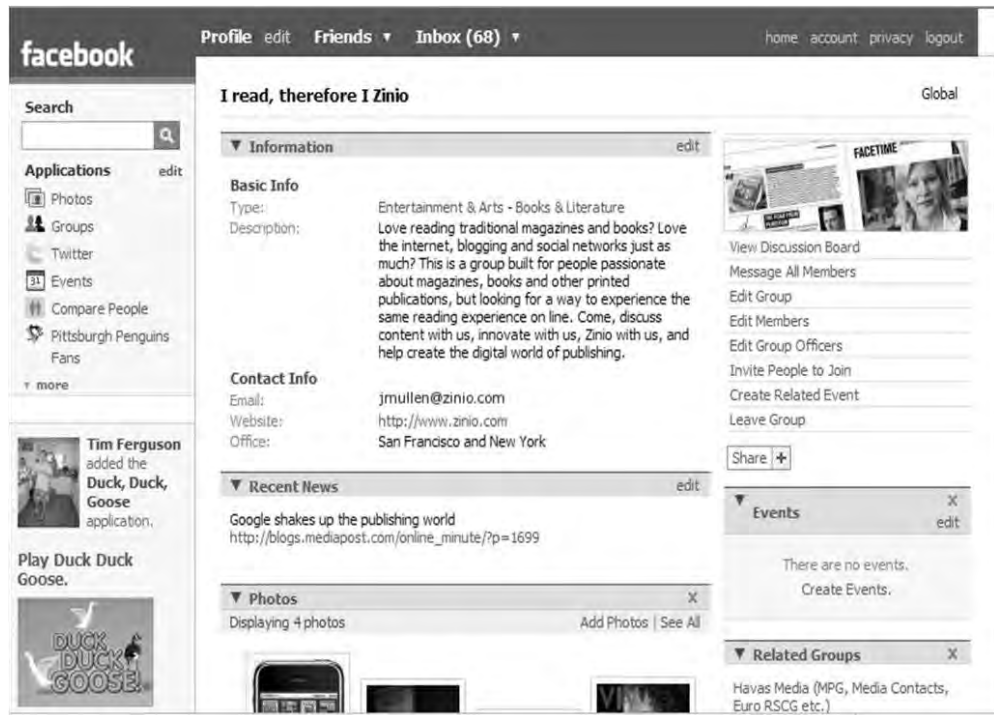 facebook
Profile edit Friends ▼ Inbox (68) ▼
home account privacy logout
Search
Applications edit
Photos
Groups
Twitter
31 Events
Compare People
Pittsburgh Penguins
Fans
▼ more
Tim Ferguson
added the
Duck, Duck,
Goose
application.
Play Duck Duck
Goose.
DUCK
DUCK
GOOSE!
I read, therefore I Zinio
Global
▼ Information edit
Basic Info
Type: Entertainment & Arts - Books & Literature
Description: Love reading traditional magazines and books? Love
the internet, blogging and social networks just as
much? This is a group built for people passionate
about magazines, books and other printed
publications, but looking for a way to experience the
same reading experience on line. Come, discuss
content with us, innovate with us, Zinio with us, and
help create the digital world of publishing.
Contact Info
Email: jmullen@zinio.com
Website: http://www.zinio.com
Office: San Francisco and New York
▼ Recent News edit
Google shakes up the publishing world
http://blogs.mediapost.com/online_minute/?p=1699
▼ Photos X
Displaying 4 photos Add Photos | See All
FACETIME
View Discussion Board
Message All Members
Edit Group
Edit Members
Edit Group Officers
Invite People to Join
Create Related Event
Leave Group
Share +
▼ Events X
edit
There are no events.
Create Events.
▼ Related Groups X
Havas Media (MPG, Media Contacts,
Euro RSCG etc.)